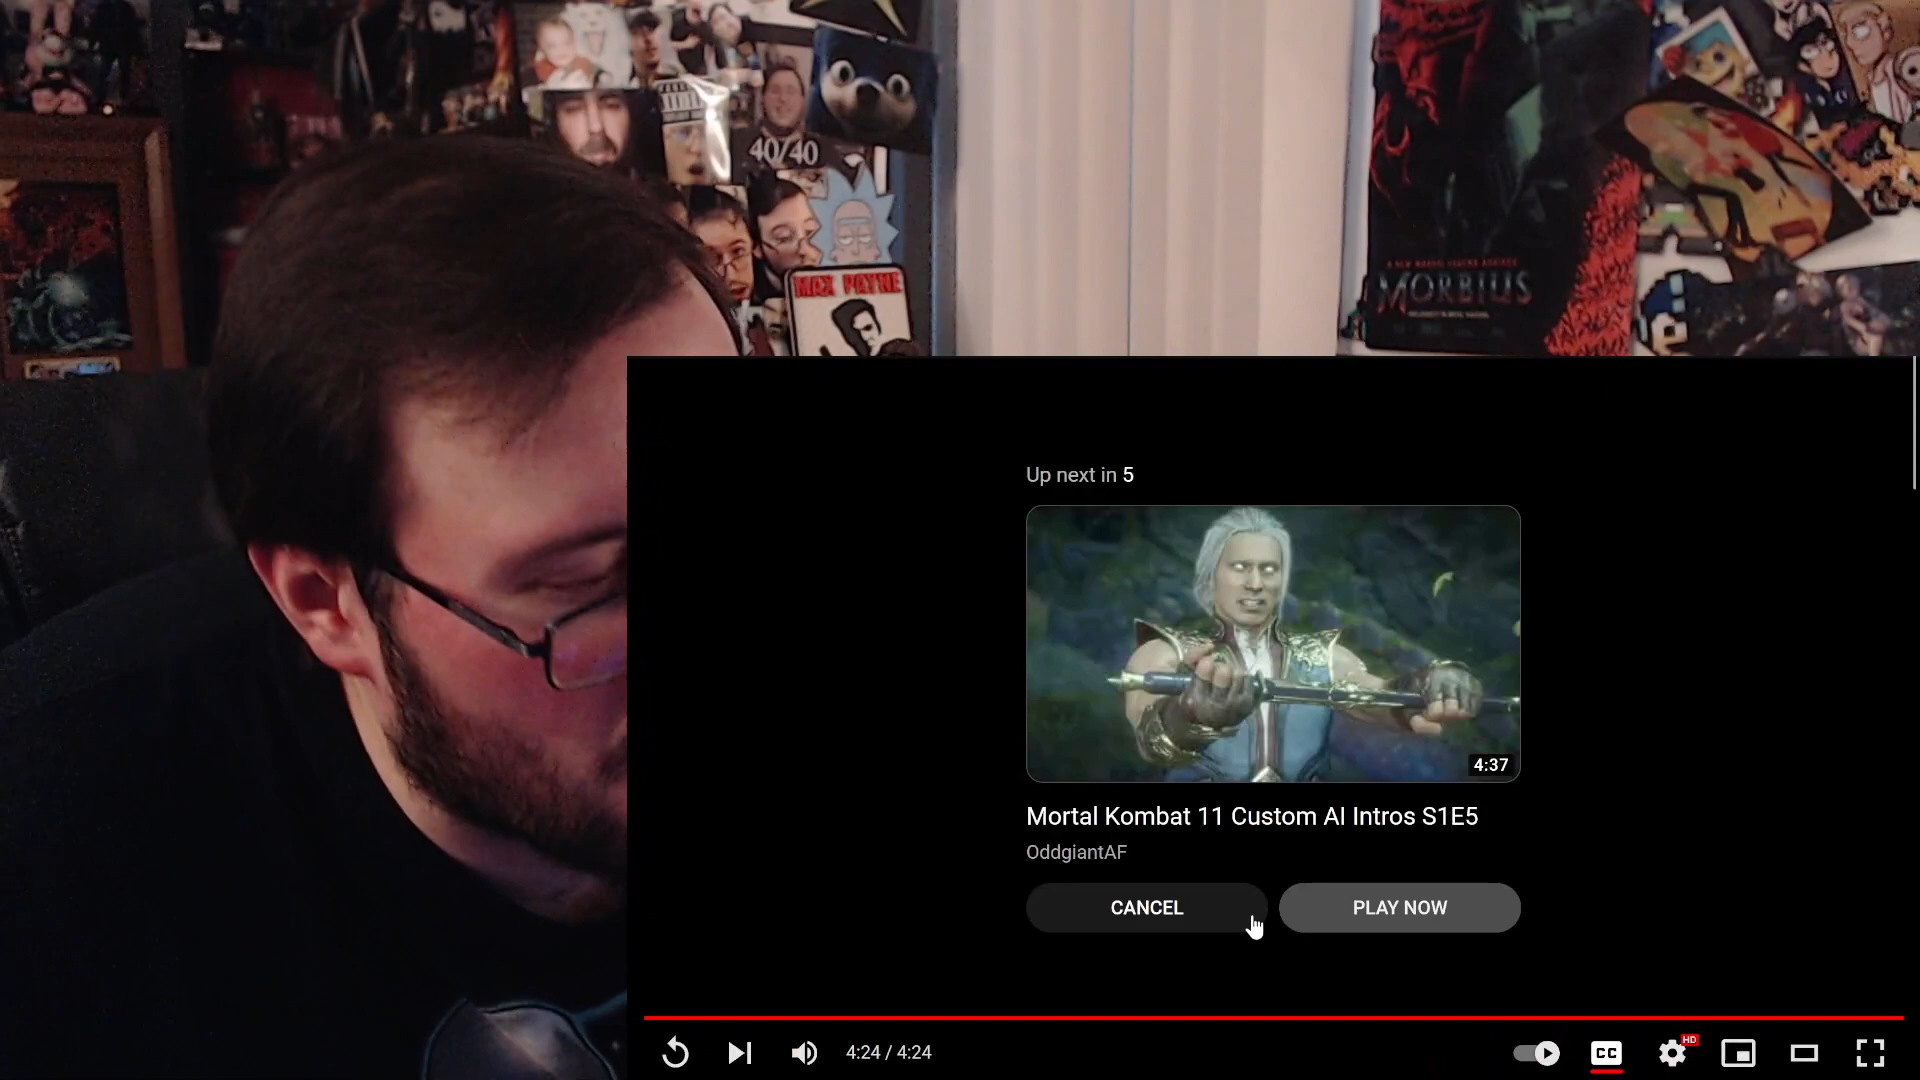 40/40
MAX PAYNE
MORBIUS
Up next in 5
4:37
Mortal Kombat 11 Custom AI Intros S1E5
OddgiantAF
CANCEL
PLAY NOW
4:24 / 4:24
CC
HD